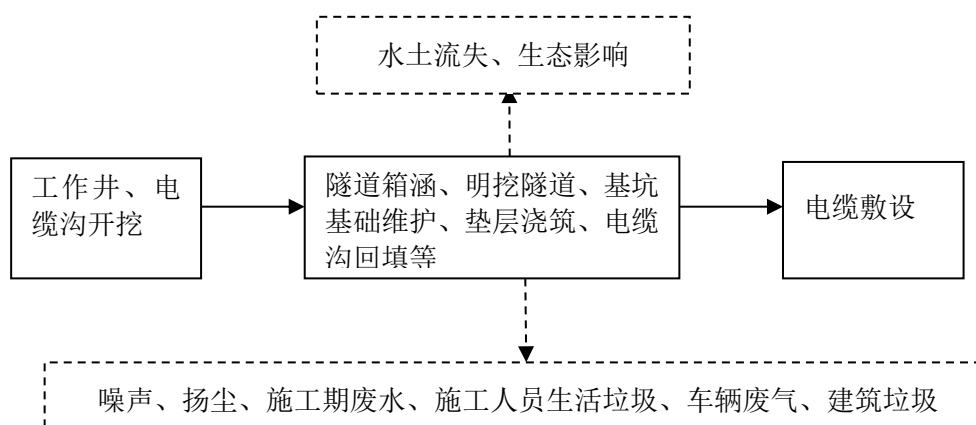 水土流失、生态影响
工作井、电
缆沟开挖
隧道箱涵、明挖隧道、基坑
基础维护、垫层浇筑、电缆
沟回填等
电缆敷设
噪声、扬尘、施工期废水、施工人员生活垃圾、车辆废气、建筑垃圾